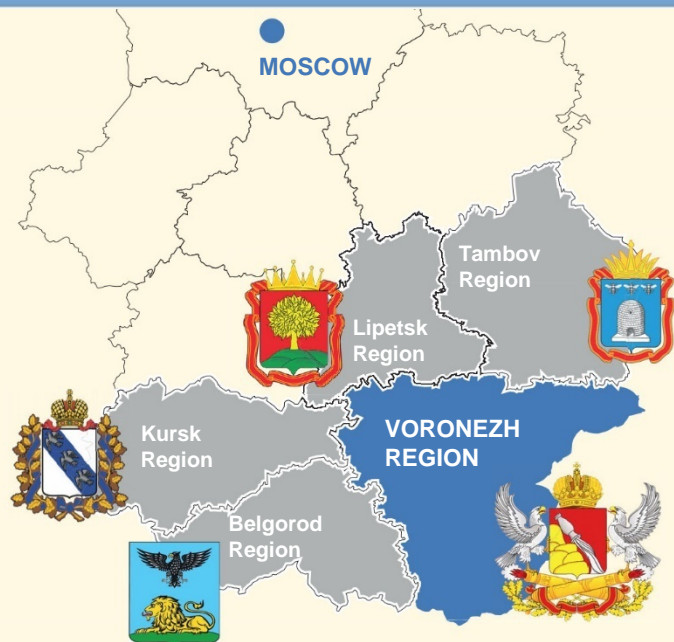 MOSCOW
Tambov
Region
Lipetsk
Region
VORONEZH
REGION
Kursk
Region
Belgorod
Region